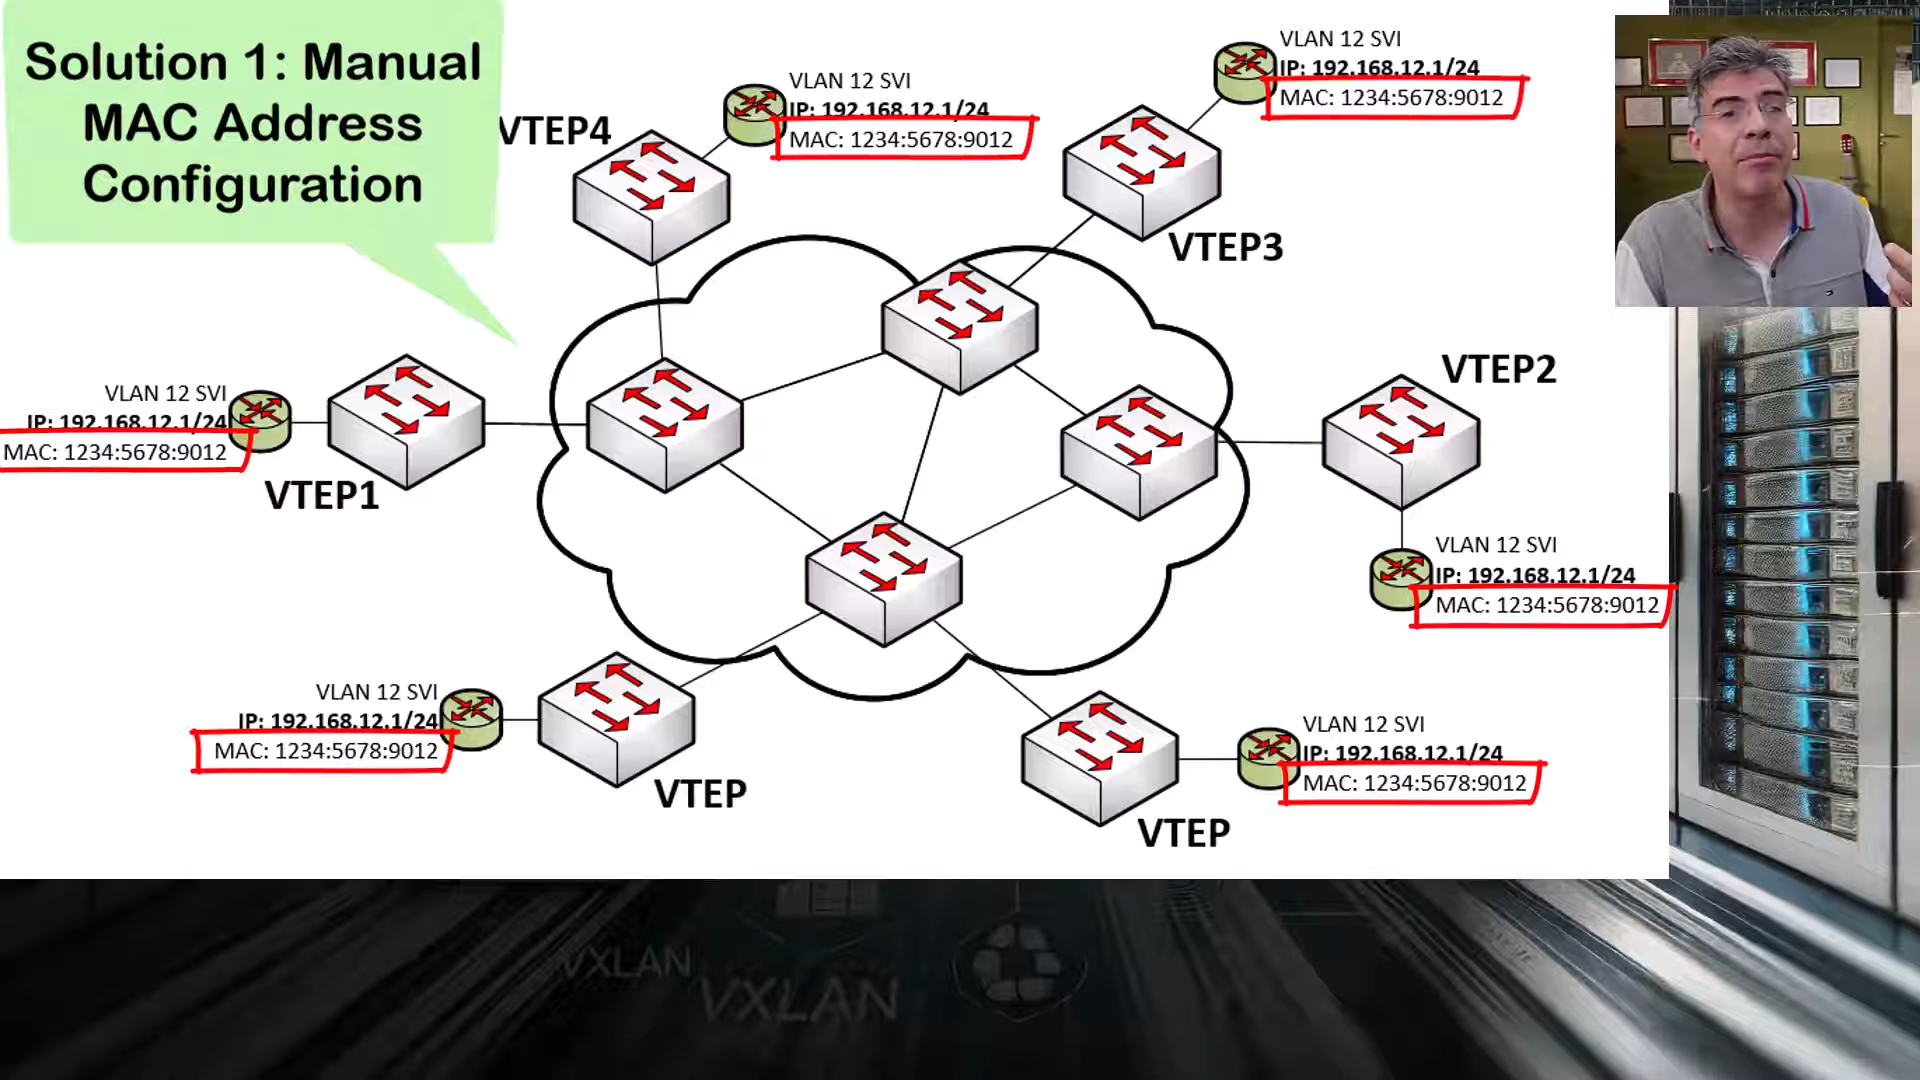 Solution 1: Manual
MAC Address
Configuration
VTEP4
VLAN 12 SVI
IP: 192.168.12.1/24
MAC: 1234:5678:9012
VLAN 12 SVI
IP: 192.168.12.1/24
MAC: 1234:5678:9012
VTEP3
VLAN 12 SVI
IP: 192.168.12.1/24
MAC: 1234:5678:9012
VTEP1
VTEP2
VLAN 12 SVI
IP: 192.168.12.1/24
MAC: 1234:5678:9012
VLAN 12 SVI
IP: 192.168.12.1/24
MAC: 1234:5678:9012
VTEP
VLAN 12 SVI
IP: 192.168.12.1/24
MAC: 1234:5678:9012
VTEP
VXLAN
VXLAN